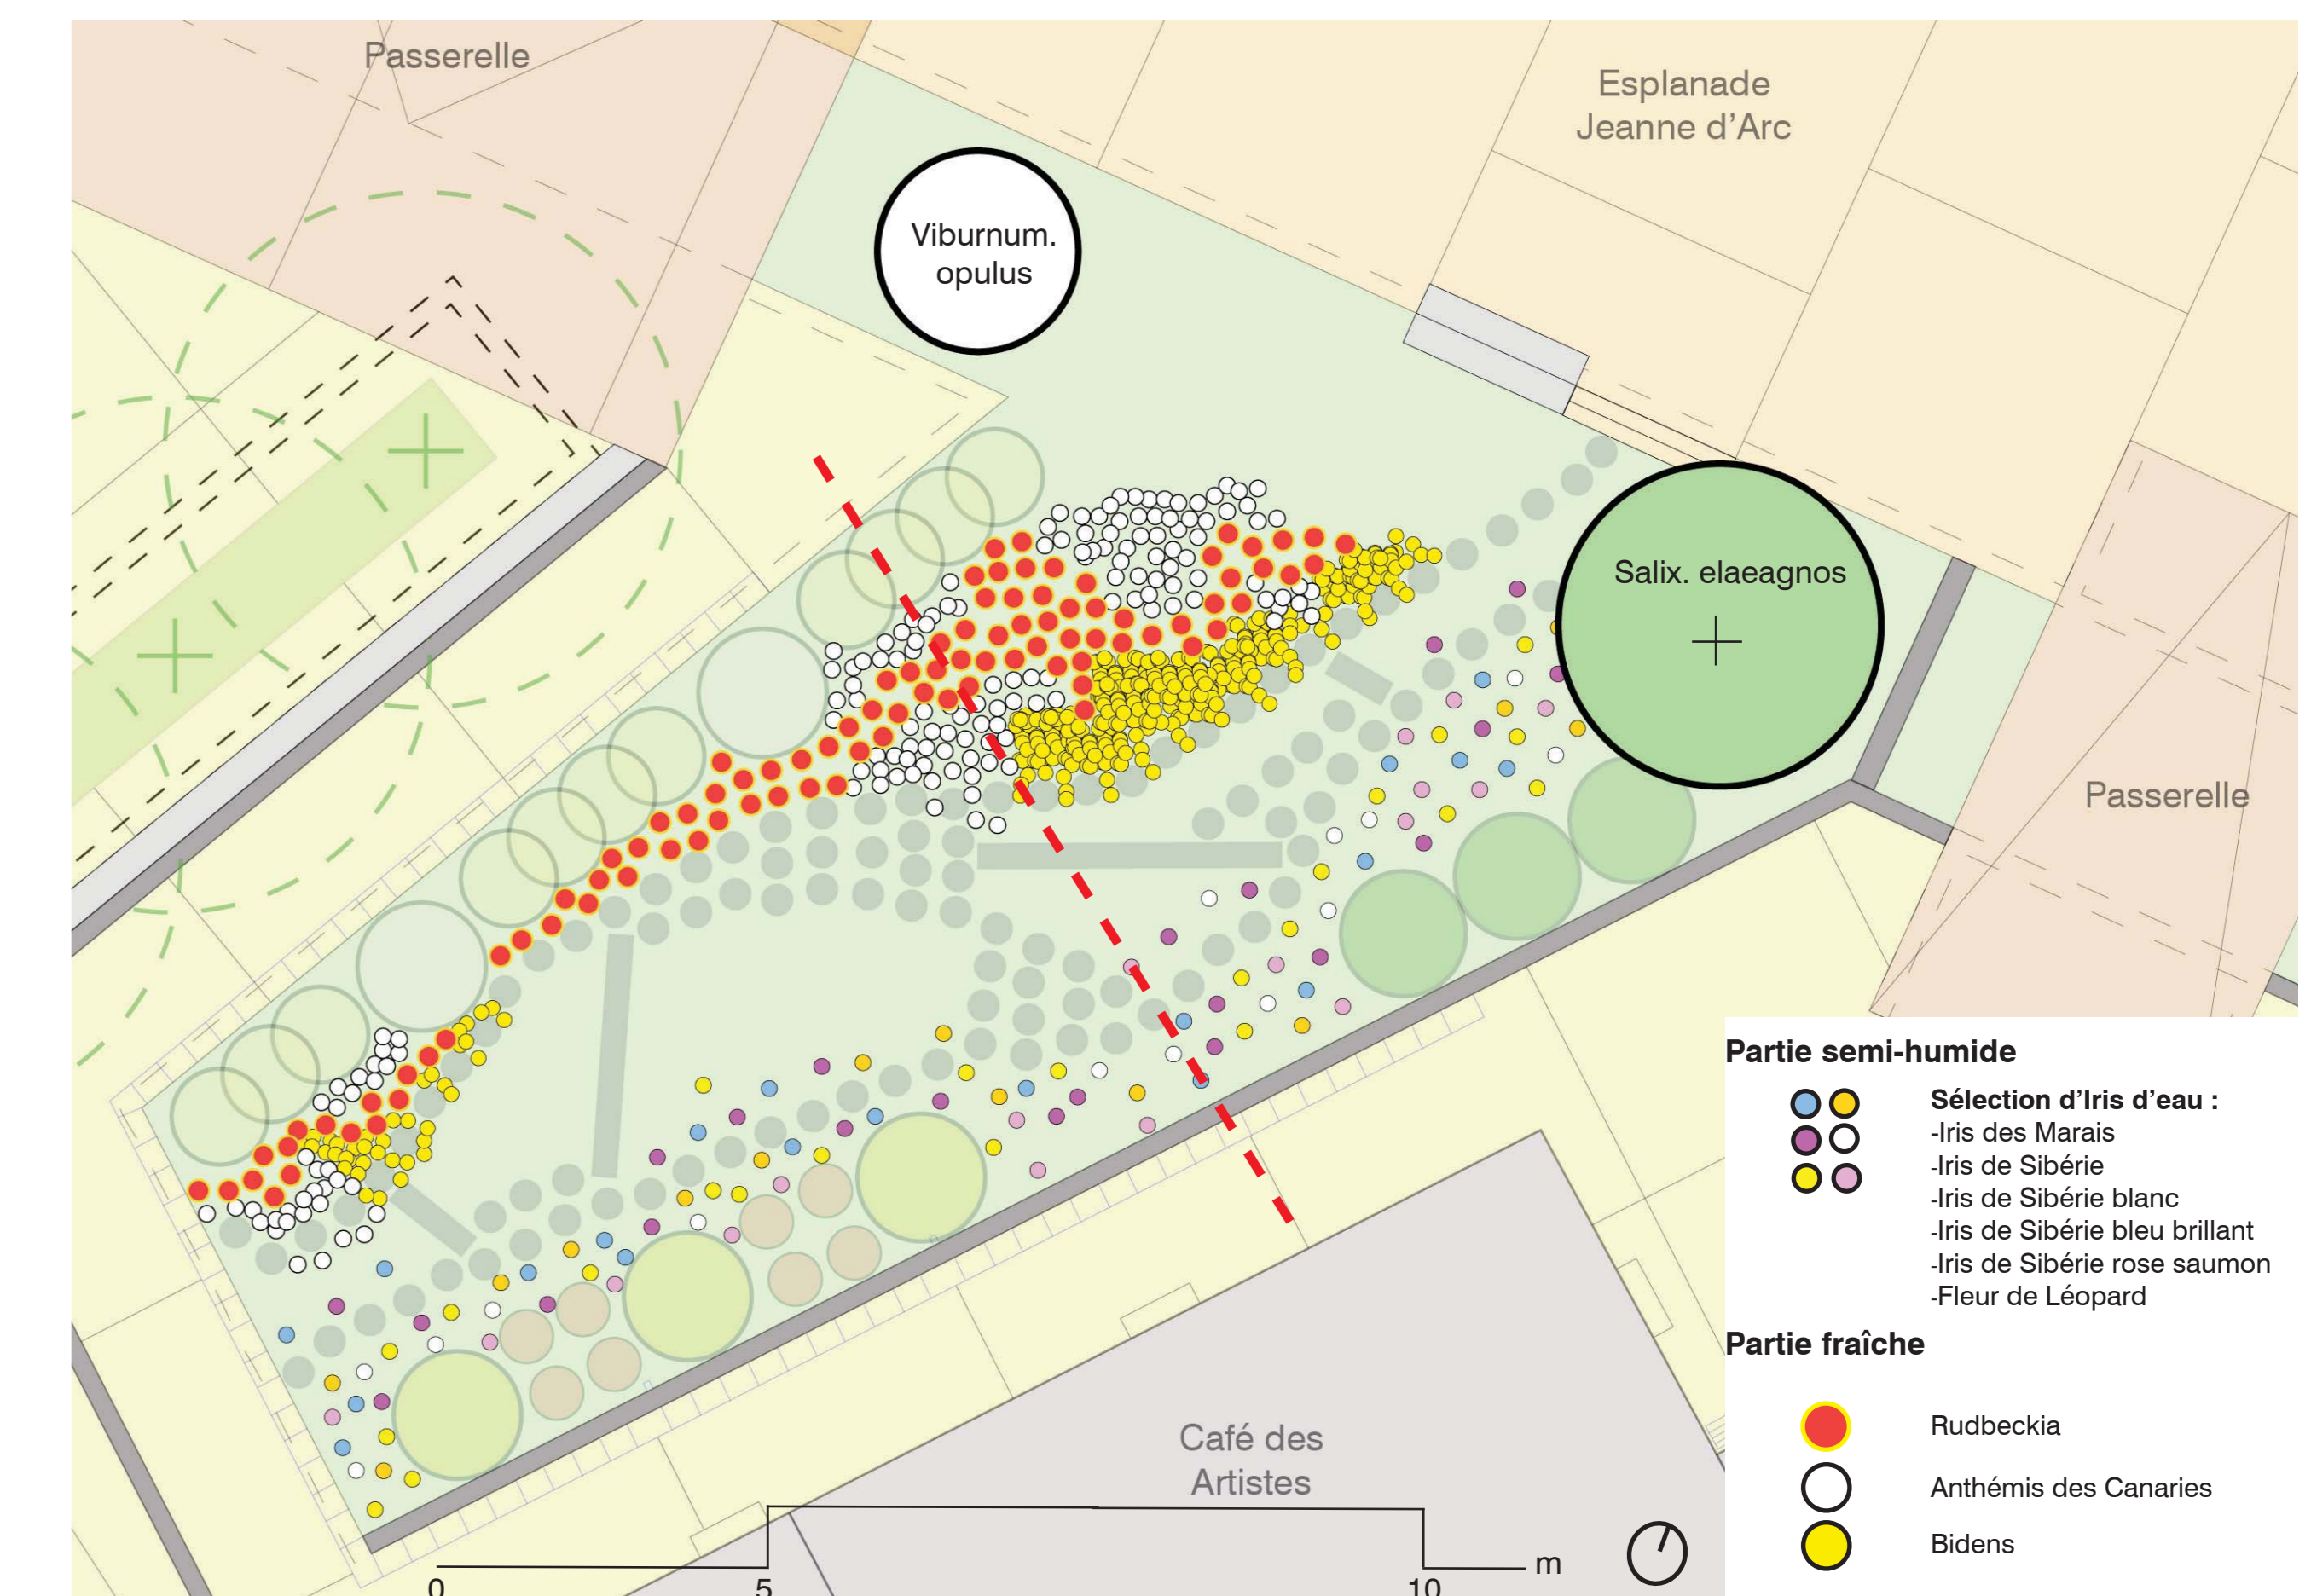 Passerelle
Esplanade
Jeanne d'Arc
Viburnum.
opulus
Salix. elaeagnos
Passerelle
Partie semi-humide
Sélection d'Iris d'eau :
-Iris des Marais
-Iris de Sibérie
-Iris de Sibérie blanc
-Iris de Sibérie bleu brillant
-Iris de Sibérie rose saumon
-Fleur de Léopard
Partie fraîche
Rudbeckia
Anthémis des Canaries
Bidens
Café des
Artistes
0 5 10 m